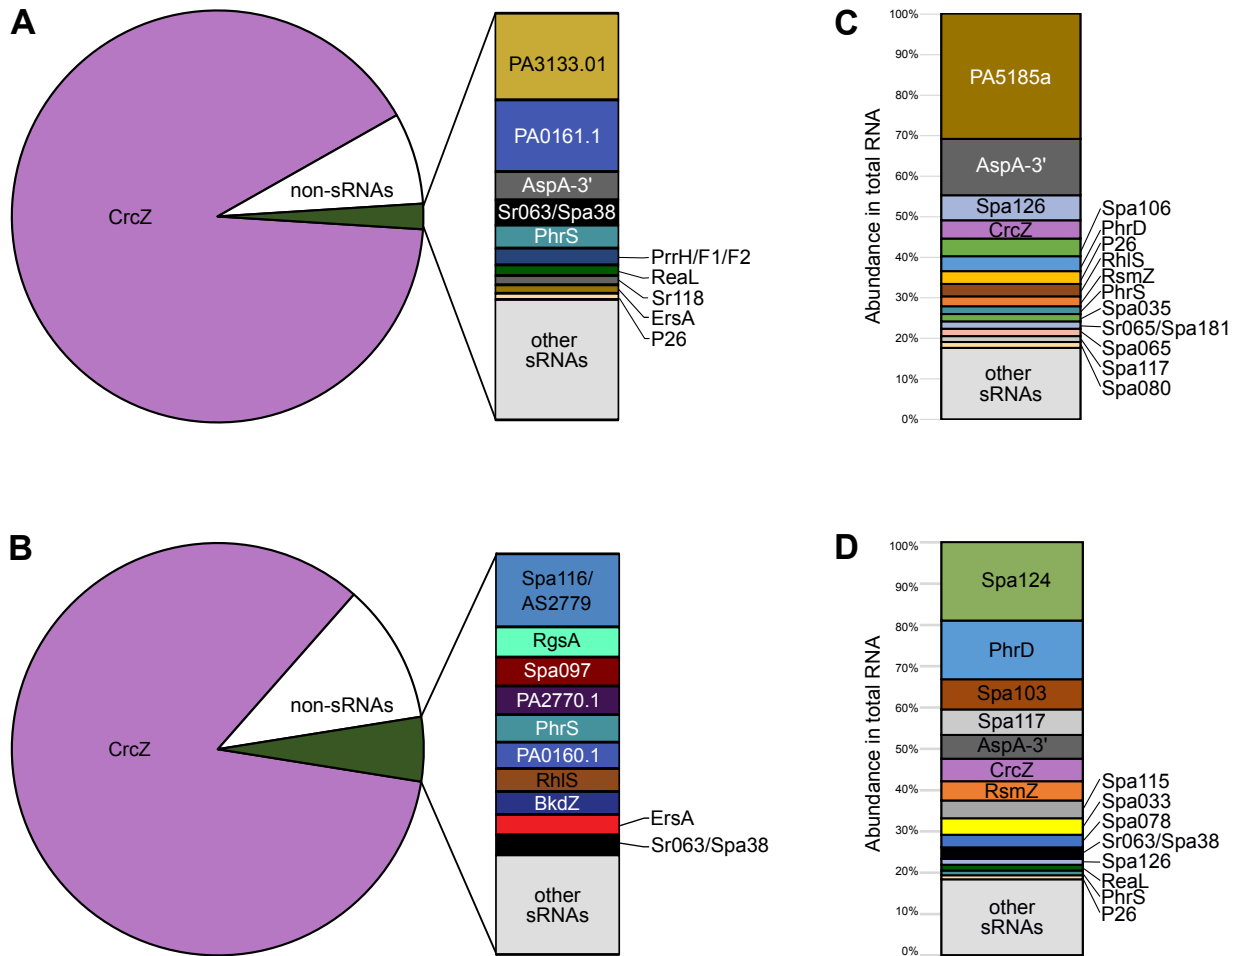 A
CrcZ
non-sRNAs
PA3133.01
PA0161.1
AspA-3'
Sr063/Spa38
PhrS
PrrH/F1/F2
ReaL
Sr118
ErsA
P26
other
sRNAs
C
Abundance in total RNA
100%
90%
80%
70%
60%
50%
40%
30%
20%
10%
0%
PA5185a
AspA-3'
Spa126
CrcZ
Spa106
PhrD
P26
RhlS
RsmZ
PhrS
Spa035
Sr065/Spa181
Spa065
Spa117
Spa080
other
sRNAs
B
CrcZ
non-sRNAs
Spa116/
AS2779
RgsA
Spa097
PA2770.1
PhrS
PA0160.1
RhlS
BkdZ
ErsA
Sr063/Spa38
other
sRNAs
D
Abundance in total RNA
100%
90%
80%
70%
60%
50%
40%
30%
20%
10%
0%
Spa124
PhrD
Spa103
Spa117
AspA-3'
CrcZ
RsmZ
Spa115
Spa033
Spa078
Sr063/Spa38
Spa126
ReaL
PhrS
P26
other
sRNAs